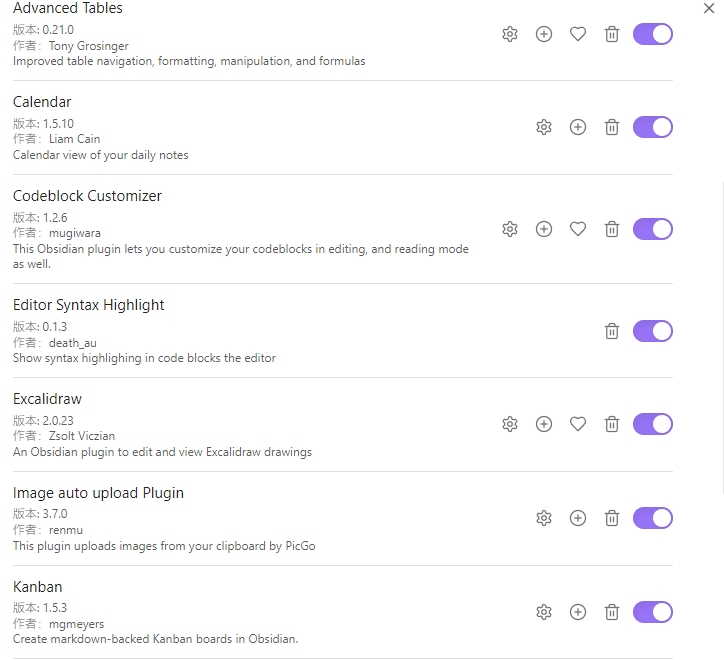 Advanced Tables
版本: 0.21.0
作者： Tony Grosinger
Improved table navigation, formatting, manipulation, and formulas
Calendar
版本: 1.5.10
作者： Liam Cain
Calendar view of your daily notes
Codeblock Customizer
版本: 1.2.6
作者： mugiwara
This Obsidian plugin lets you customize your codeblocks in editing, and reading mode
as well.
Editor Syntax Highlight
版本: 0.1.3
作者： death_au
Show syntax highlighing in code blocks the editor
Excalidraw
版本: 2.0.23
作者： Zsolt Viczian
An Obsidian plugin to edit and view Excalidraw drawings
Image auto upload Plugin
版本: 3.7.0
作者： renmu
This plugin uploads images from your clipboard by PicGo
Kanban
版本: 1.5.3
作者： mgmeyers
Create markdown-backed Kanban boards in Obsidian.